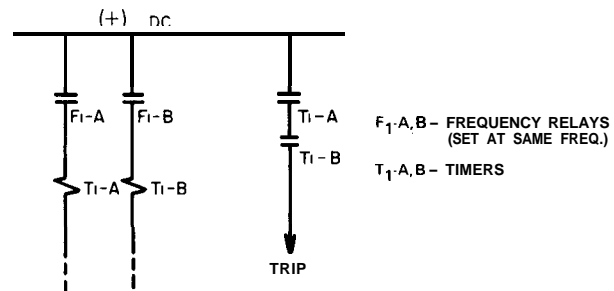 (+) DC
F1-A
F1-B
T1-A
T1-B
T1-A
T1-B
TRIP
F1-A,B – FREQUENCY RELAYS
(SET AT SAME FREQ.)
T1-A,B – TIMERS